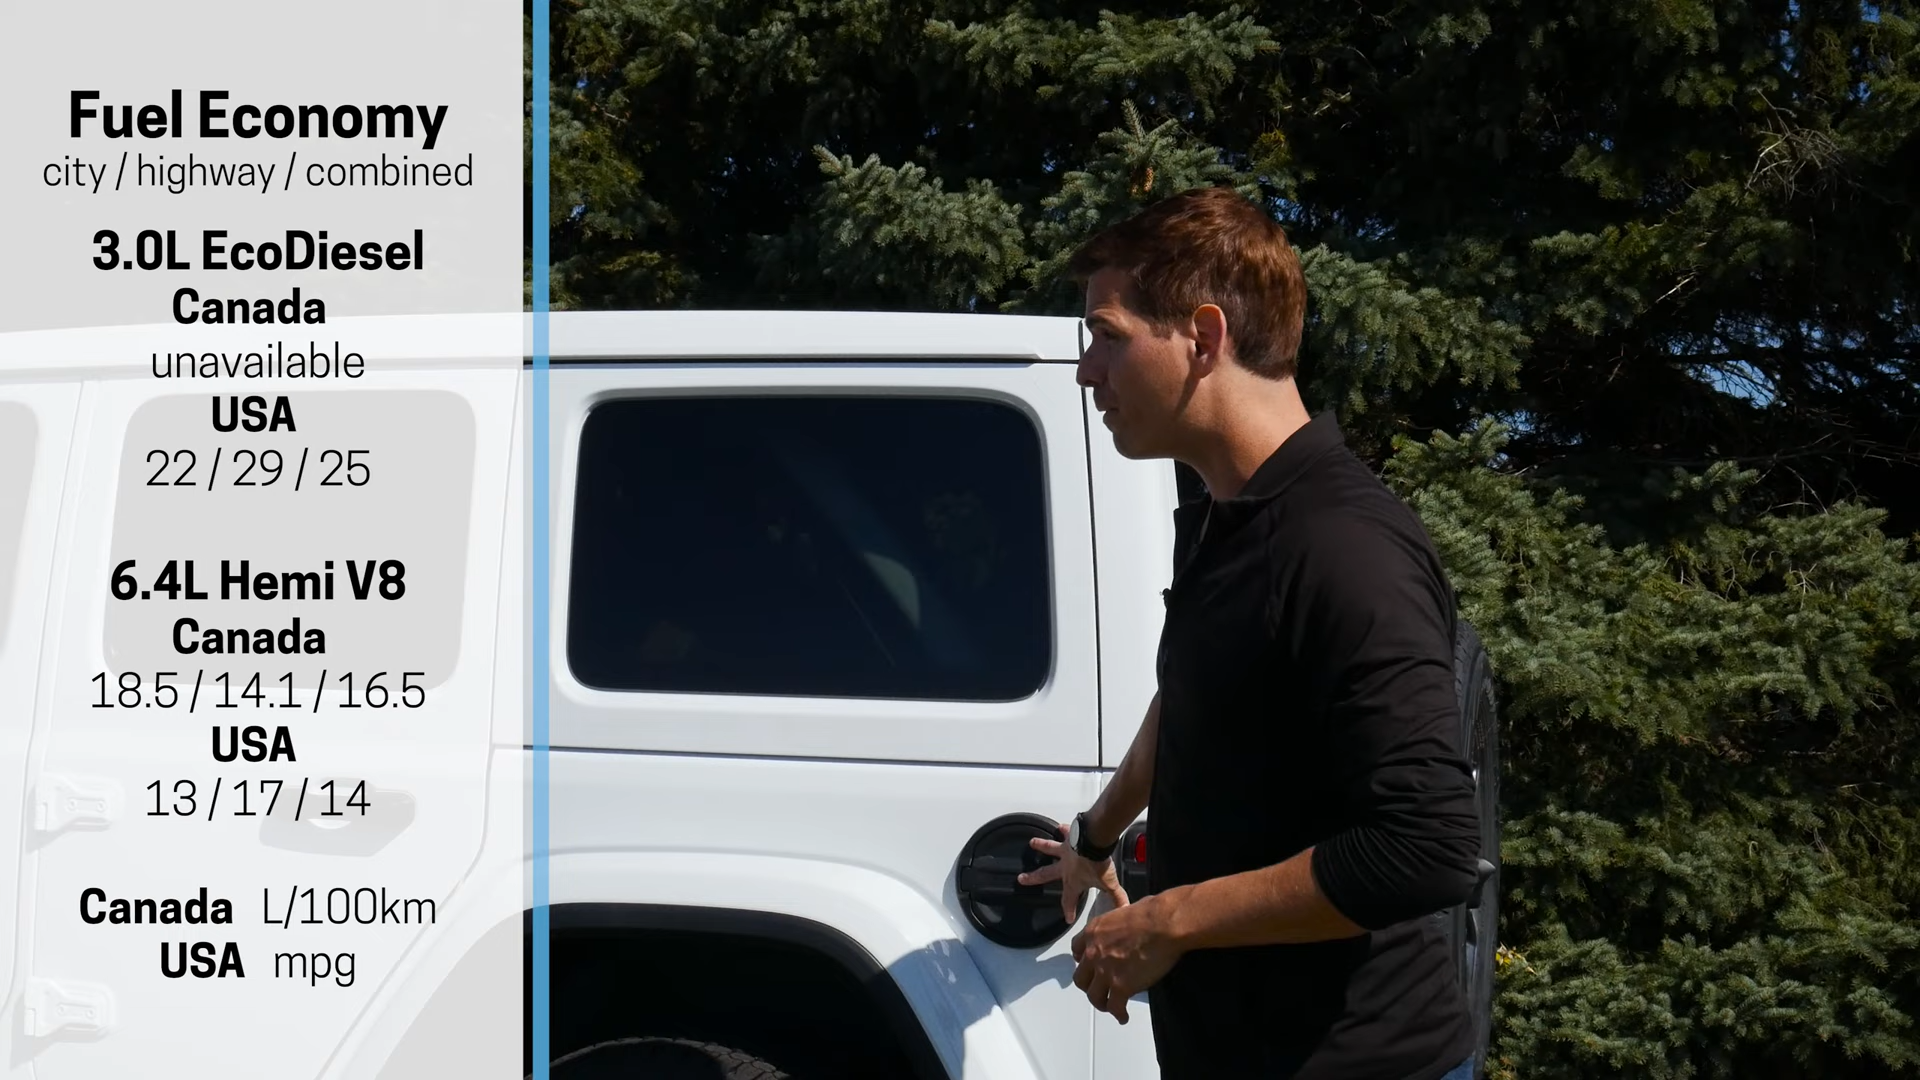 Fuel Economy
city / highway / combined
3.0L EcoDiesel
Canada
unavailable
USA
22 / 29 / 25
6.4L Hemi V8
Canada
18.5 / 14.1 / 16.5
USA
13 / 17 / 14
Canada L/100km
USA mpg